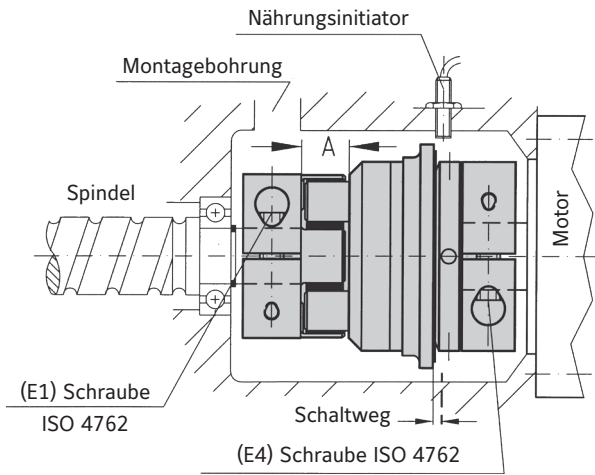 Nährungsinitiator
Montagebohrung
A
Spindel
Motor
(E1) Schraube
ISO 4762
Schaltweg
(E4) Schraube ISO 4762